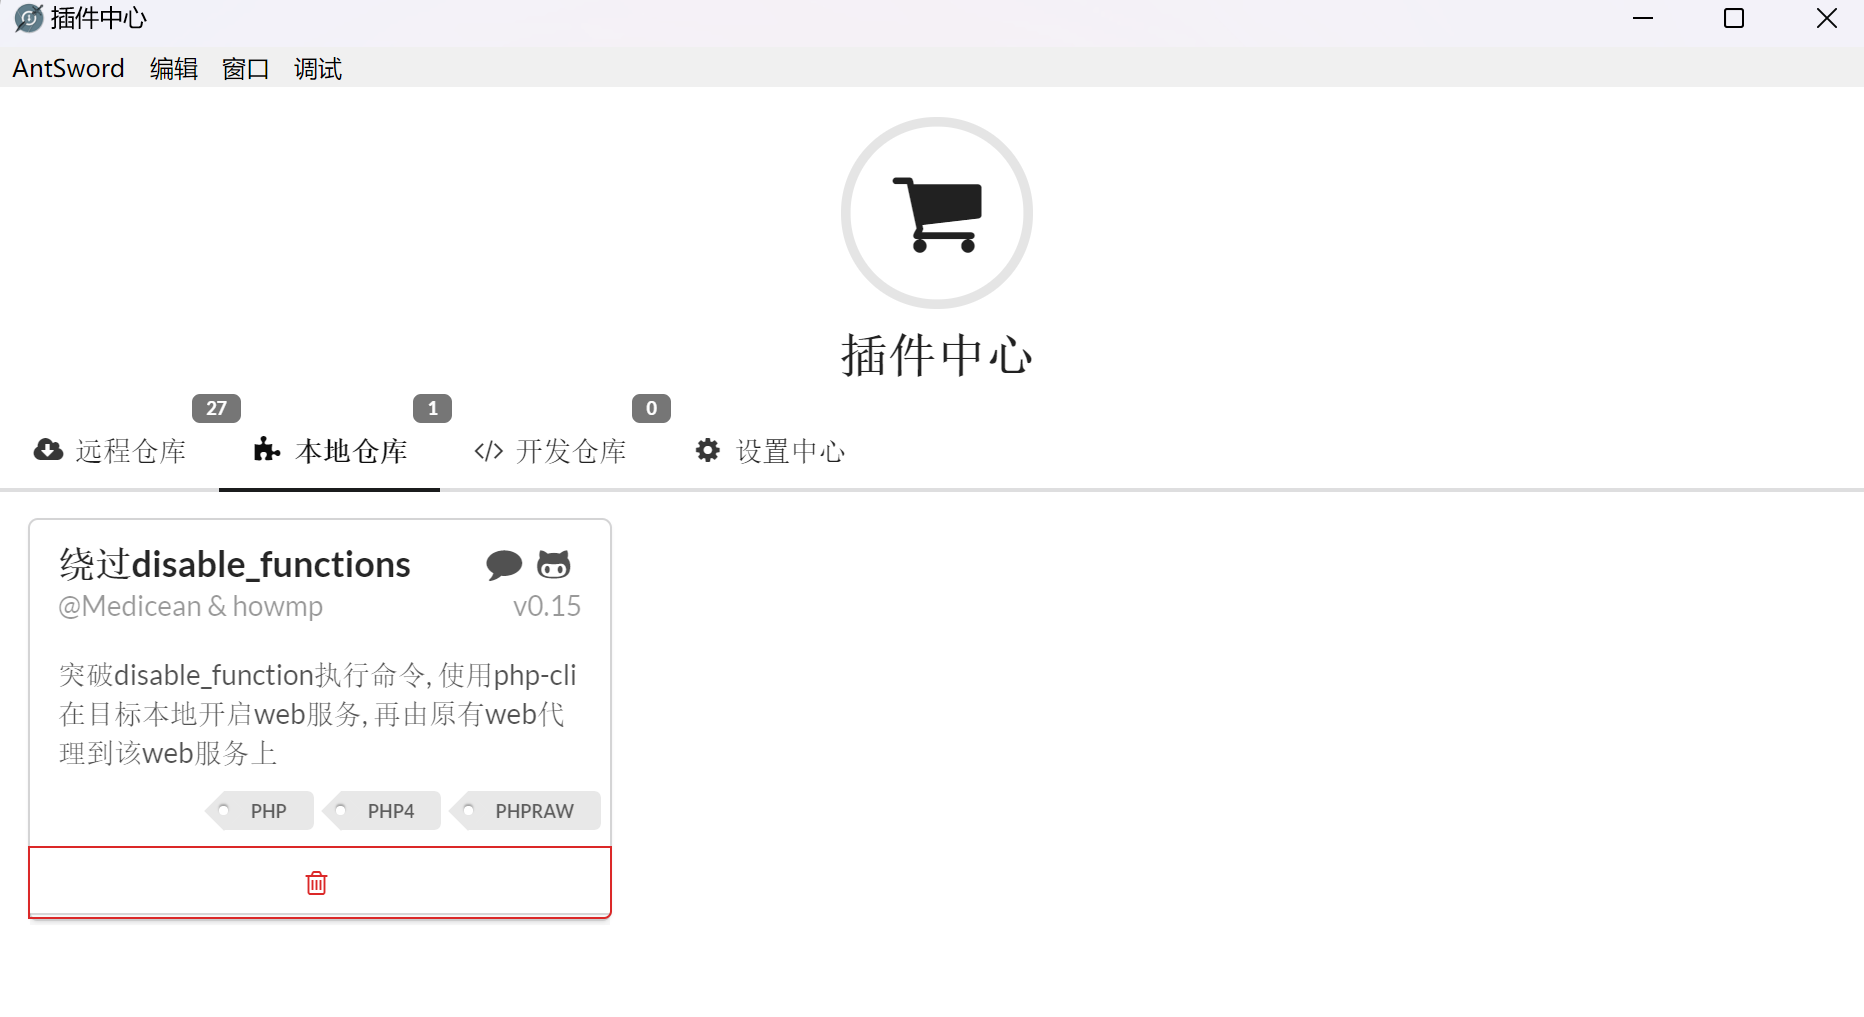 插件中心
AntSword 编辑 窗口 调试
插件中心
27 1 0
远程仓库 本地仓库 </> 开发仓库 设置中心
绕过disable_functions
@Medicean & howmp v0.15
突破disable_function执行命令, 使用php-cli
在目标本地开启web服务, 再由原有web代
理到该web服务上
PHP PHP4 PHPRAW